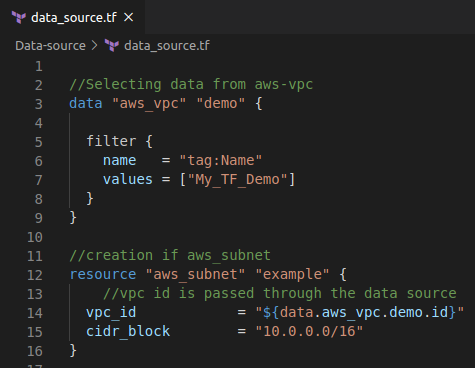 data_source.tf ×
Data-source > data_source.tf
1
2 //Selecting data from aws-vpc
3 data "aws_vpc" "demo" {
4
5   filter {
6     name   = "tag:Name"
7     values = ["My_TF_Demo"]
8   }
9 }
10
11 //creation if aws_subnet
12 resource "aws_subnet" "example" {
13     //vpc id is passed through the data source
14   vpc_id            = "${data.aws_vpc.demo.id}"
15   cidr_block        = "10.0.0.0/16"
16 }
17